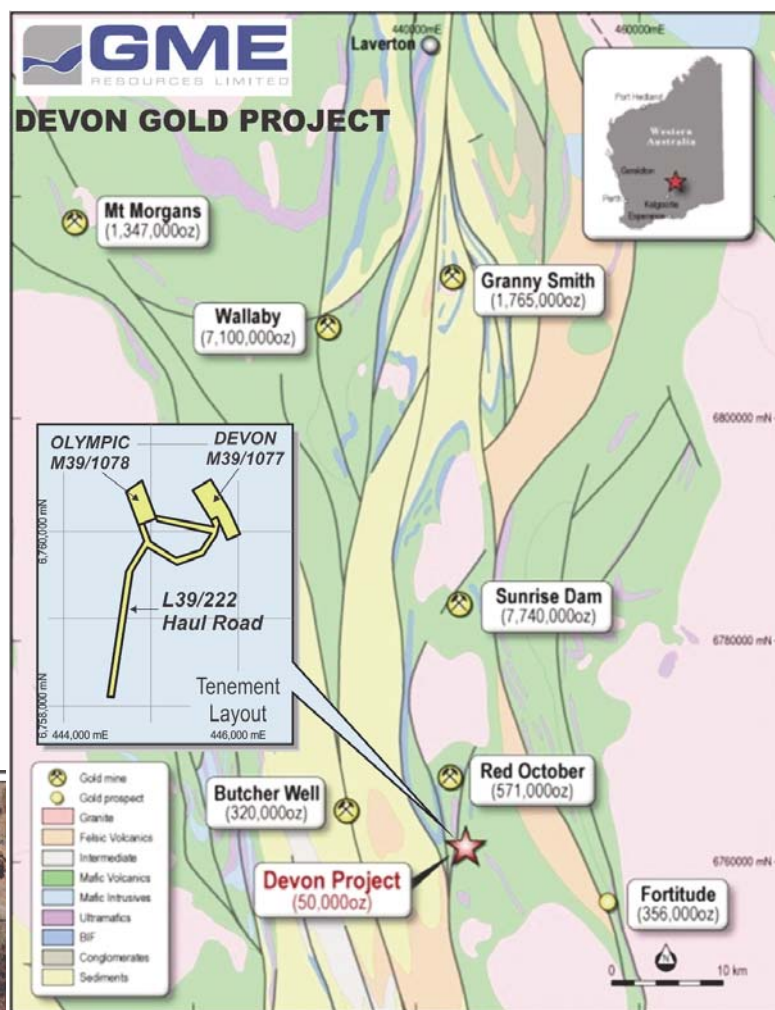 GME
RESOURCES LIMITED
DEVON GOLD PROJECT
440000mE
460000mE
Laverton
Port Hedland
Western
Australia
Geraldton
Perth
Kalgoorlie
Esperance
Mt Morgans
(1,347,000oz)
Granny Smith
(1,765,000oz)
Wallaby
(7,100,000oz)
6800000 mN
OLYMPIC
M39/1078
DEVON
M39/1077
6,760,000 mN
L39/222
Haul Road
6,758,000 mN
Tenement
Layout
444,000 mE
446,000 mE
Sunrise Dam
(7,740,000oz)
6780000 mN
Red October
(571,000oz)
Butcher Well
(320,000oz)
Devon Project
(50,000oz)
6760000 mN
Fortitude
(356,000oz)
Gold mine
Gold prospect
Granite
Felsic Volcanics
Intermediate
Mafic Volcanics
Mafic Intrusives
Ultramafics
BIF
Conglomerates
Sediments
N
0
10 km